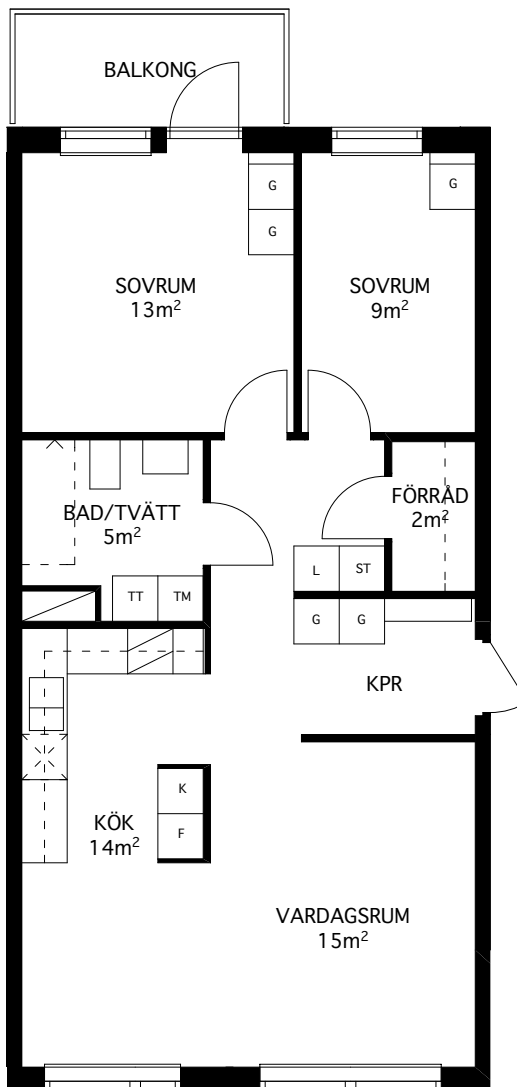 BALKONG
G
G
G
SOVRUM
13m²
SOVRUM
9m²
BAD/TVÄTT
5m²
FÖRRÅD
2m²
L
ST
TT
TM
G
G
KPR
K
F
KÖK
14m²
VARDAGSRUM
15m²